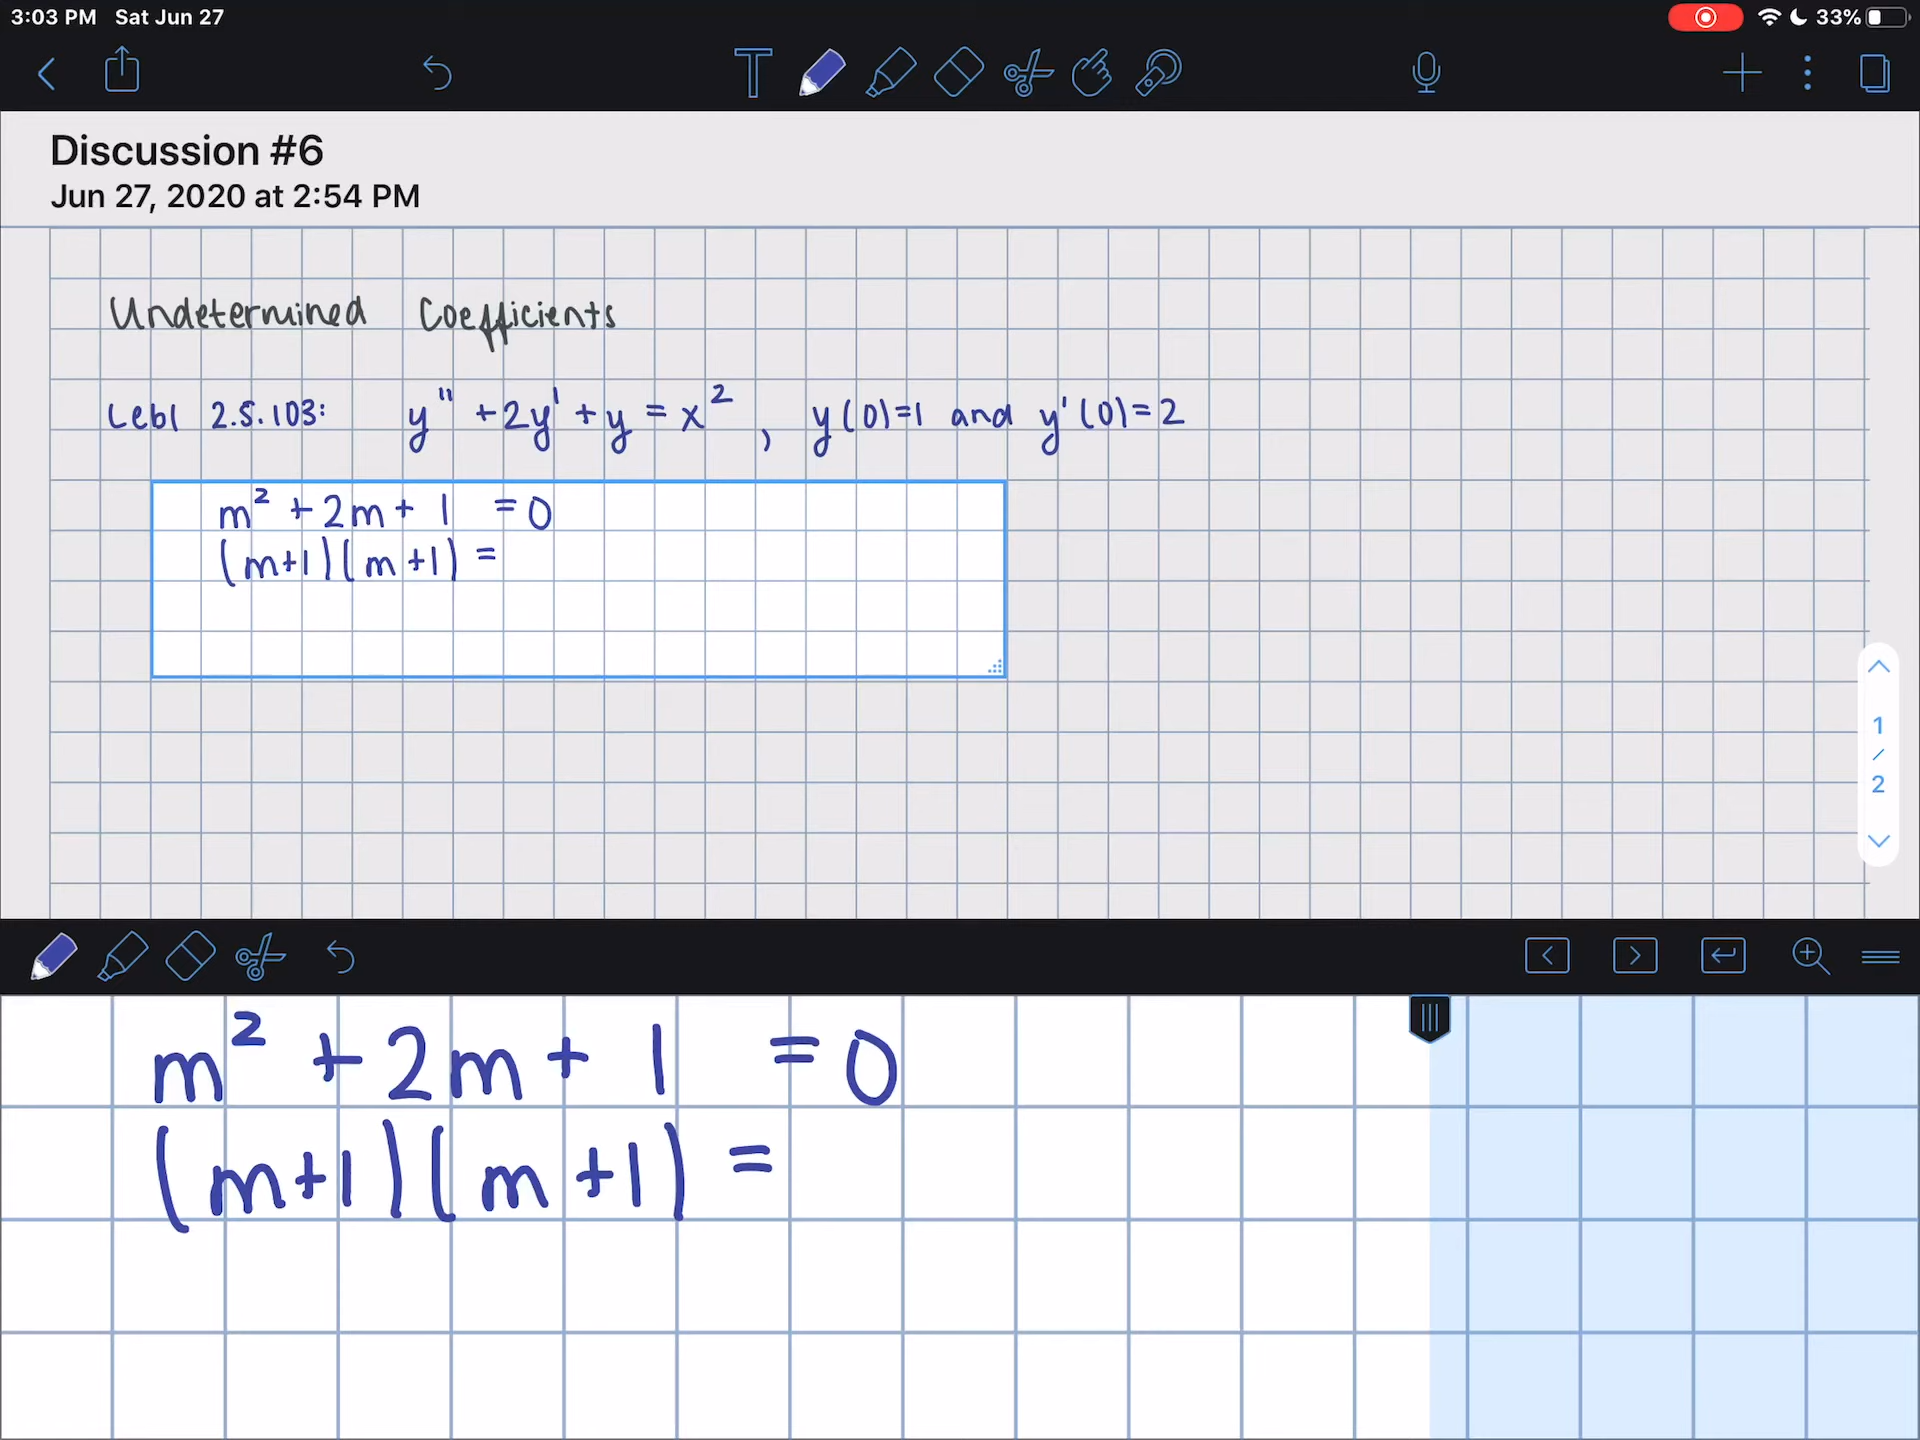 3:03 PM Sat Jun 27 33%
T
Discussion #6
Jun 27, 2020 at 2:54 PM
Undetermined Coefficients
Lebl 2.5.103: y'' + 2y' + y = x² , y(0)=1 and y'(0)=2
m² + 2m + 1 = 0
(m+1)(m+1) =
1
/
2
m² + 2m + 1 = 0
(m+1)(m+1) =